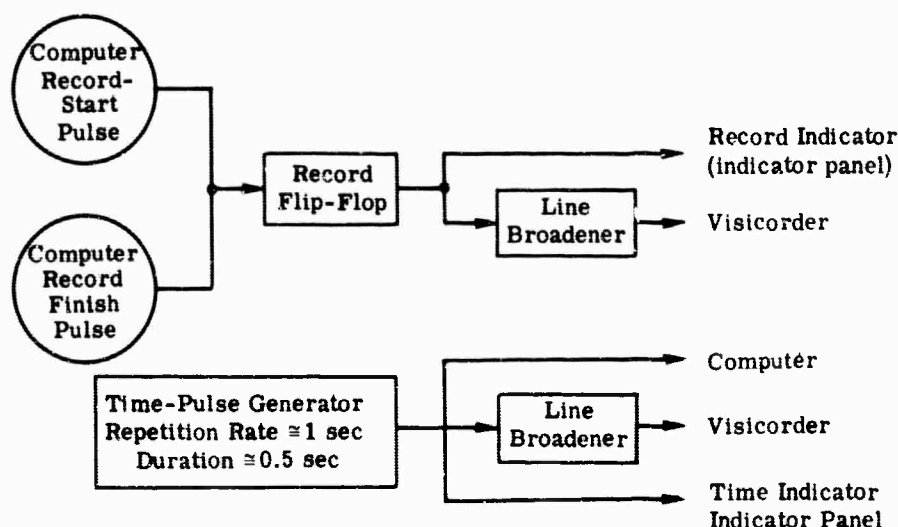 Computer
Record-
Start
Pulse
Record
Flip-Flop
Record Indicator
(indicator panel)
Line
Broadener
Visicorder
Computer
Record
Finish
Pulse
Time-Pulse Generator
Repetition Rate ≅1 sec
Duration ≅0.5 sec
Computer
Line
Broadener
Visicorder
Time Indicator
Indicator Panel